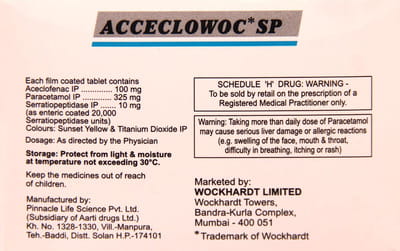 ACCECLOWOC* SP
Each film coated tablet contains
Aceclofenac IP .............. 100 mg
Paracetamol IP .............. 325 mg
Serratiopeptidase IP ....... 10 mg
(as enteric coated 20,000
Serratiopeptidase units)
Colours: Sunset Yellow & Titanium Dioxide IP
Dosage: As directed by the Physician
Storage: Protect from light & moisture
at temperature not exceeding 30°C.
Keep the medicines out of reach
of children.
Manufactured by:
Pinnacle Life Science Pvt. Ltd.
(Subsidiary of Aarti drugs Ltd.)
Kh. No. 1328-1330, Vill.-Manpura,
Teh.-Baddi, Distt. Solan H.P.-174101
SCHEDULE 'H' DRUG: WARNING -
To be sold by retail on the prescription of a
Registered Medical Practitioner only.
Warning: Taking more than daily dose of Paracetamol
may cause serious liver damage or allergic reactions
(e.g. swelling of the face, mouth & throat,
difficulty in breathing, itching or rash)
Marketed by:
WOCKHARDT LIMITED
Wockhardt Towers,
Bandra-Kurla Complex,
Mumbai - 400 051
*Trademark of Wockhardt